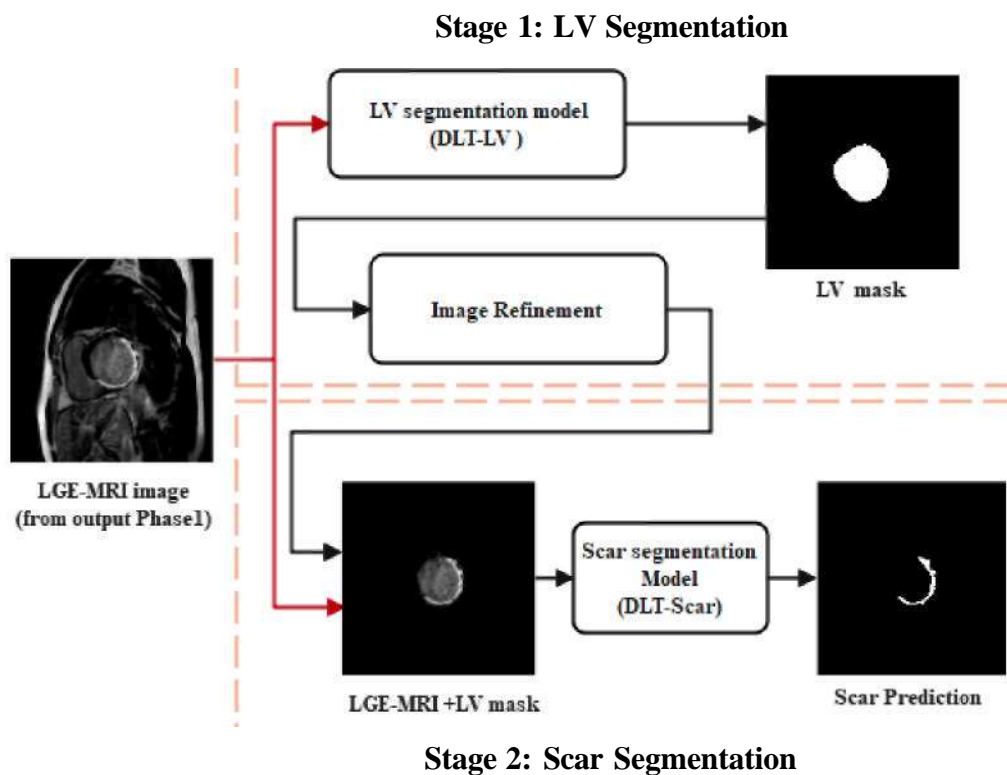 Stage 1: LV Segmentation
LV segmentation model
(DLT-LV )
LV mask
Image Refinement
LGE-MRI image
(from output Phase1)
Scar segmentation
Model
(DLT-Scar)
LGE-MRI +LV mask
Scar Prediction
Stage 2: Scar Segmentation